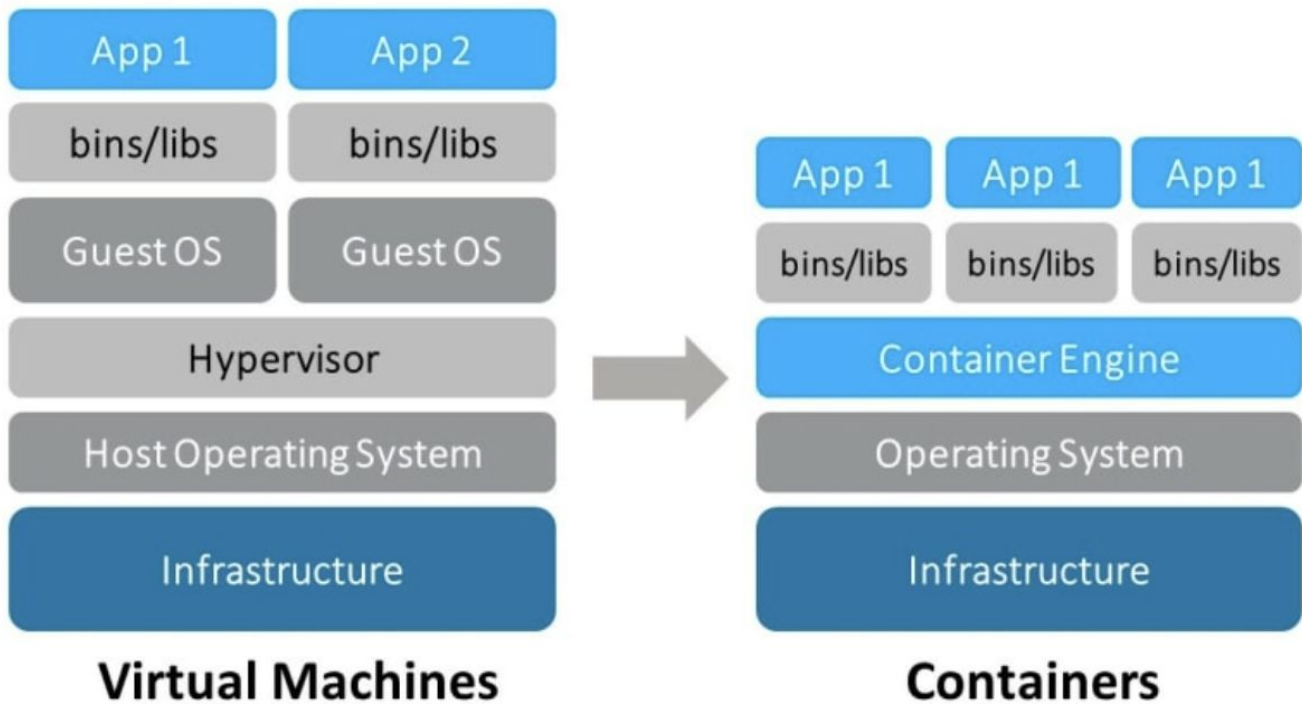 App 1 App 2
bins/libs bins/libs
Guest OS Guest OS
Hypervisor
Host Operating System
Infrastructure
Virtual Machines
App 1 App 1 App 1
bins/libs bins/libs bins/libs
Container Engine
Operating System
Infrastructure
Containers